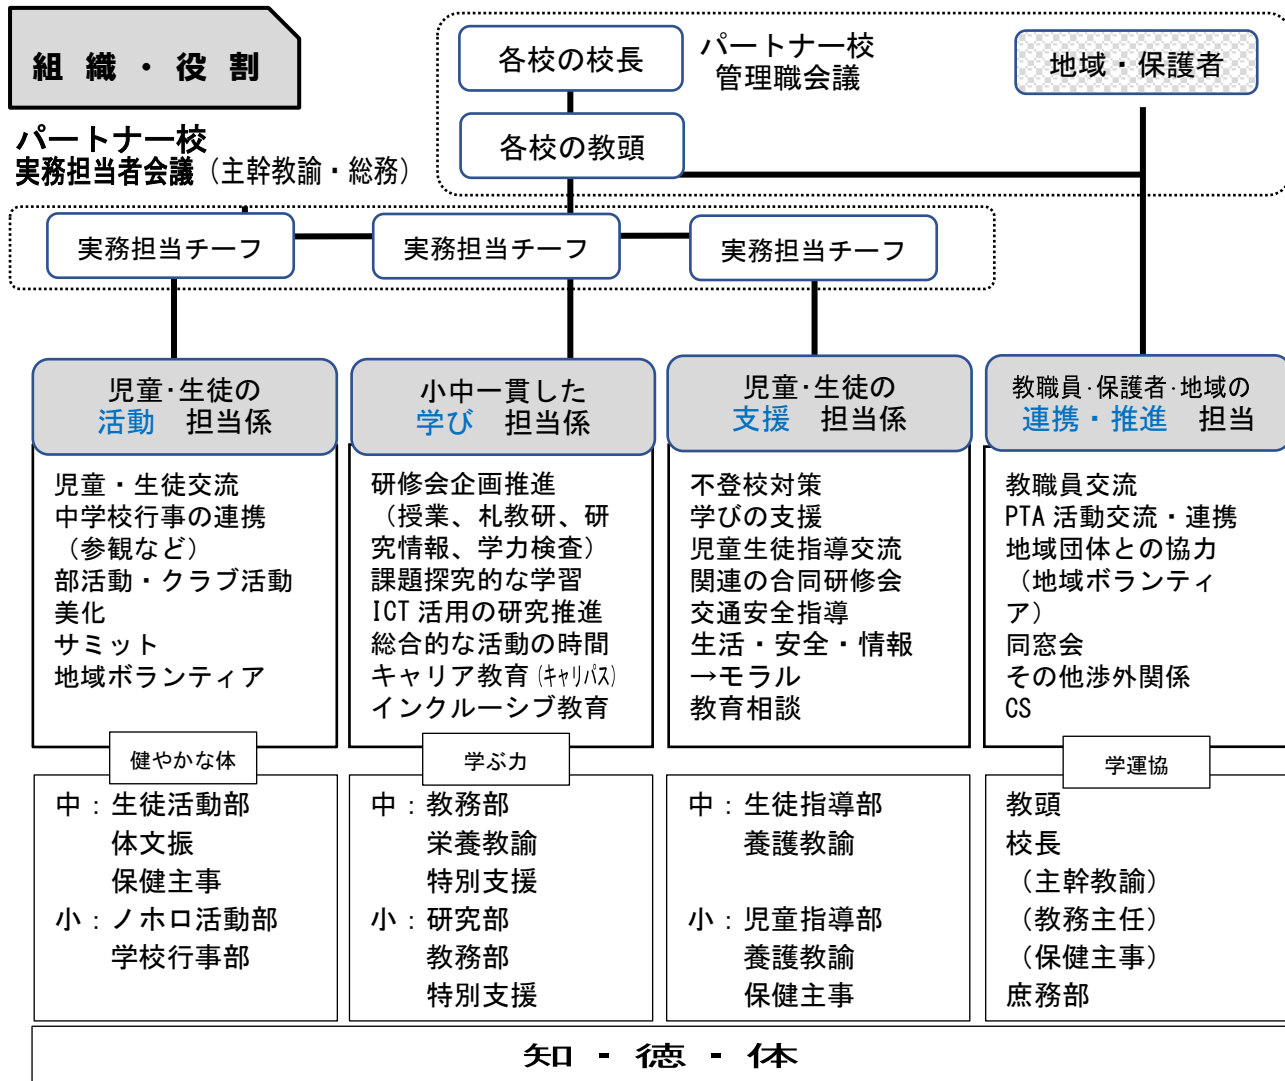 組織・役割
各校の校長
パートナー校
管理職会議
地域・保護者
各校の教頭
パートナー校
実務担当者会議（主幹教諭・総務）
実務担当チーフ
実務担当チーフ
実務担当チーフ
児童・生徒の
活動　担当係
児童・生徒交流
中学校行事の連携
（参観など）
部活動・クラブ活動
美化
サミット
地域ボランティア
健やかな体
中：生徒活動部
体文振
保健主事
小：ノホロ活動部
学校行事部
小中一貫した
学び　担当係
研修会企画推進
（授業、札教研、研
究情報、学力検査）
課題探究的な学習
ICT 活用の研究推進
総合的な活動の時間
キャリア教育（キャリパス）
インクルーシブ教育
学ぶ力
中：教務部
栄養教諭
特別支援
小：研究部
教務部
特別支援
児童・生徒の
支援　担当係
不登校対策
学びの支援
児童生徒指導交流
関連の合同研修会
交通安全指導
生活・安全・情報
→モラル
教育相談
中：生徒指導部
養護教諭
小：児童指導部
養護教諭
保健主事
教職員・保護者・地域の
連携・推進　担当
教職員交流
PTA 活動交流・連携
地域団体との協力
（地域ボランティ
ア）
同窓会
その他渉外関係
CS
学運協
教頭
校長
（主幹教諭）
（教務主任）
（保健主事）
庶務部
知・徳・体